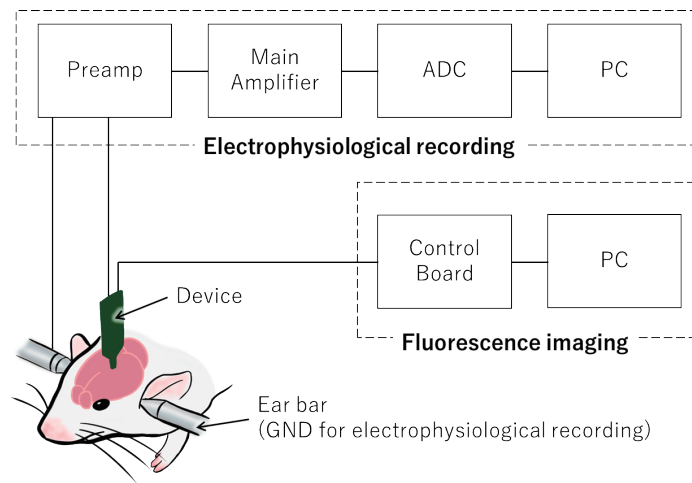 Preamp
Main
Amplifier
ADC
PC
Electrophysiological recording
Control
Board
PC
Fluorescence imaging
Device
Ear bar
(GND for electrophysiological recording)